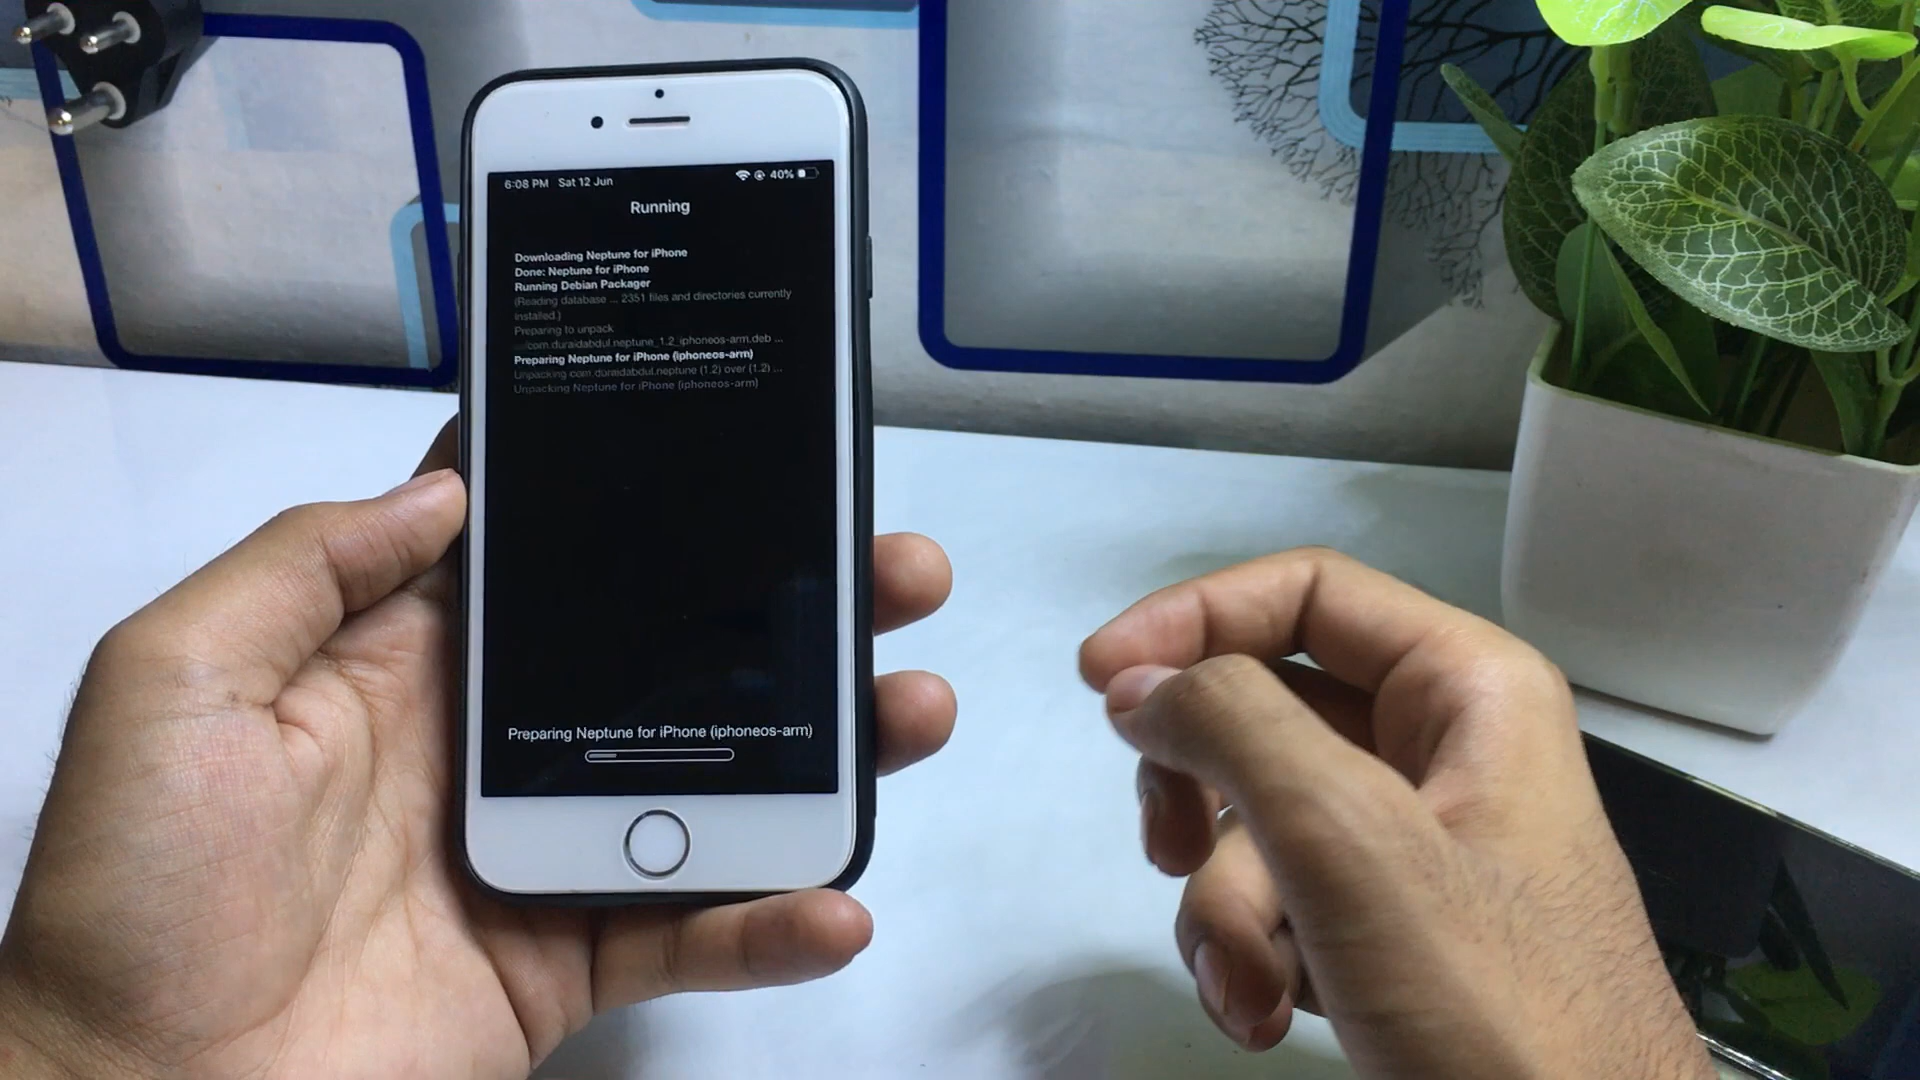 6:08 PM Sat 12 Jun 40%
Running
Downloading Neptune for iPhone
Done: Neptune for iPhone
Running Debian Packager
(Reading database ... 2351 files and directories currently
installed.)
Preparing to unpack
.../com.duraidabdul.neptune_1.2_iphoneos-arm.deb ...
Preparing Neptune for iPhone (iphoneos-arm)
Unpacking com.duraidabdul.neptune (1.2) over (1.2) ...
Unpacking Neptune for iPhone (iphoneos-arm)
Preparing Neptune for iPhone (iphoneos-arm)